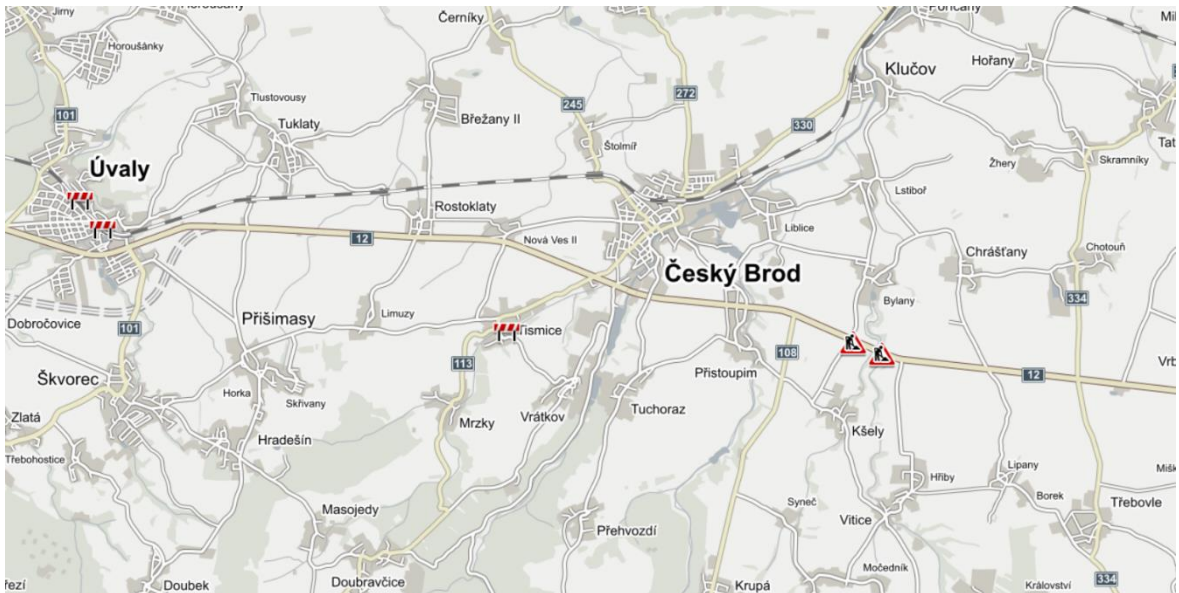 Jirny
Horoušany
Černíky
Poříčany
Horoušánky
Klučov
Hořany
Tlustovousy
272
245
101
Břežany II
Tuklaty
330
Štolmíř
Úvaly
Žhery
Skramníky
Lstiboř
Rostoklaty
Liblice
12
Nová Ves II
Chotouň
Chrášťany
Český Brod
Bylany
334
Přišimasy
Limuzy
Dobročovice
101
Tismice
108
113
Přistoupim
12
Škvorec
Horka
Skřivany
Zlatá
Mrzky
Vrátkov
Tuchoraz
Kšely
Hradešín
Třebohostice
Lipany
Hřiby
Borek
Masojedy
Syneč
Třebovle
Vitice
Přehvozdí
Močedník
Doubek
Doubravčice
Krupá
Království
334